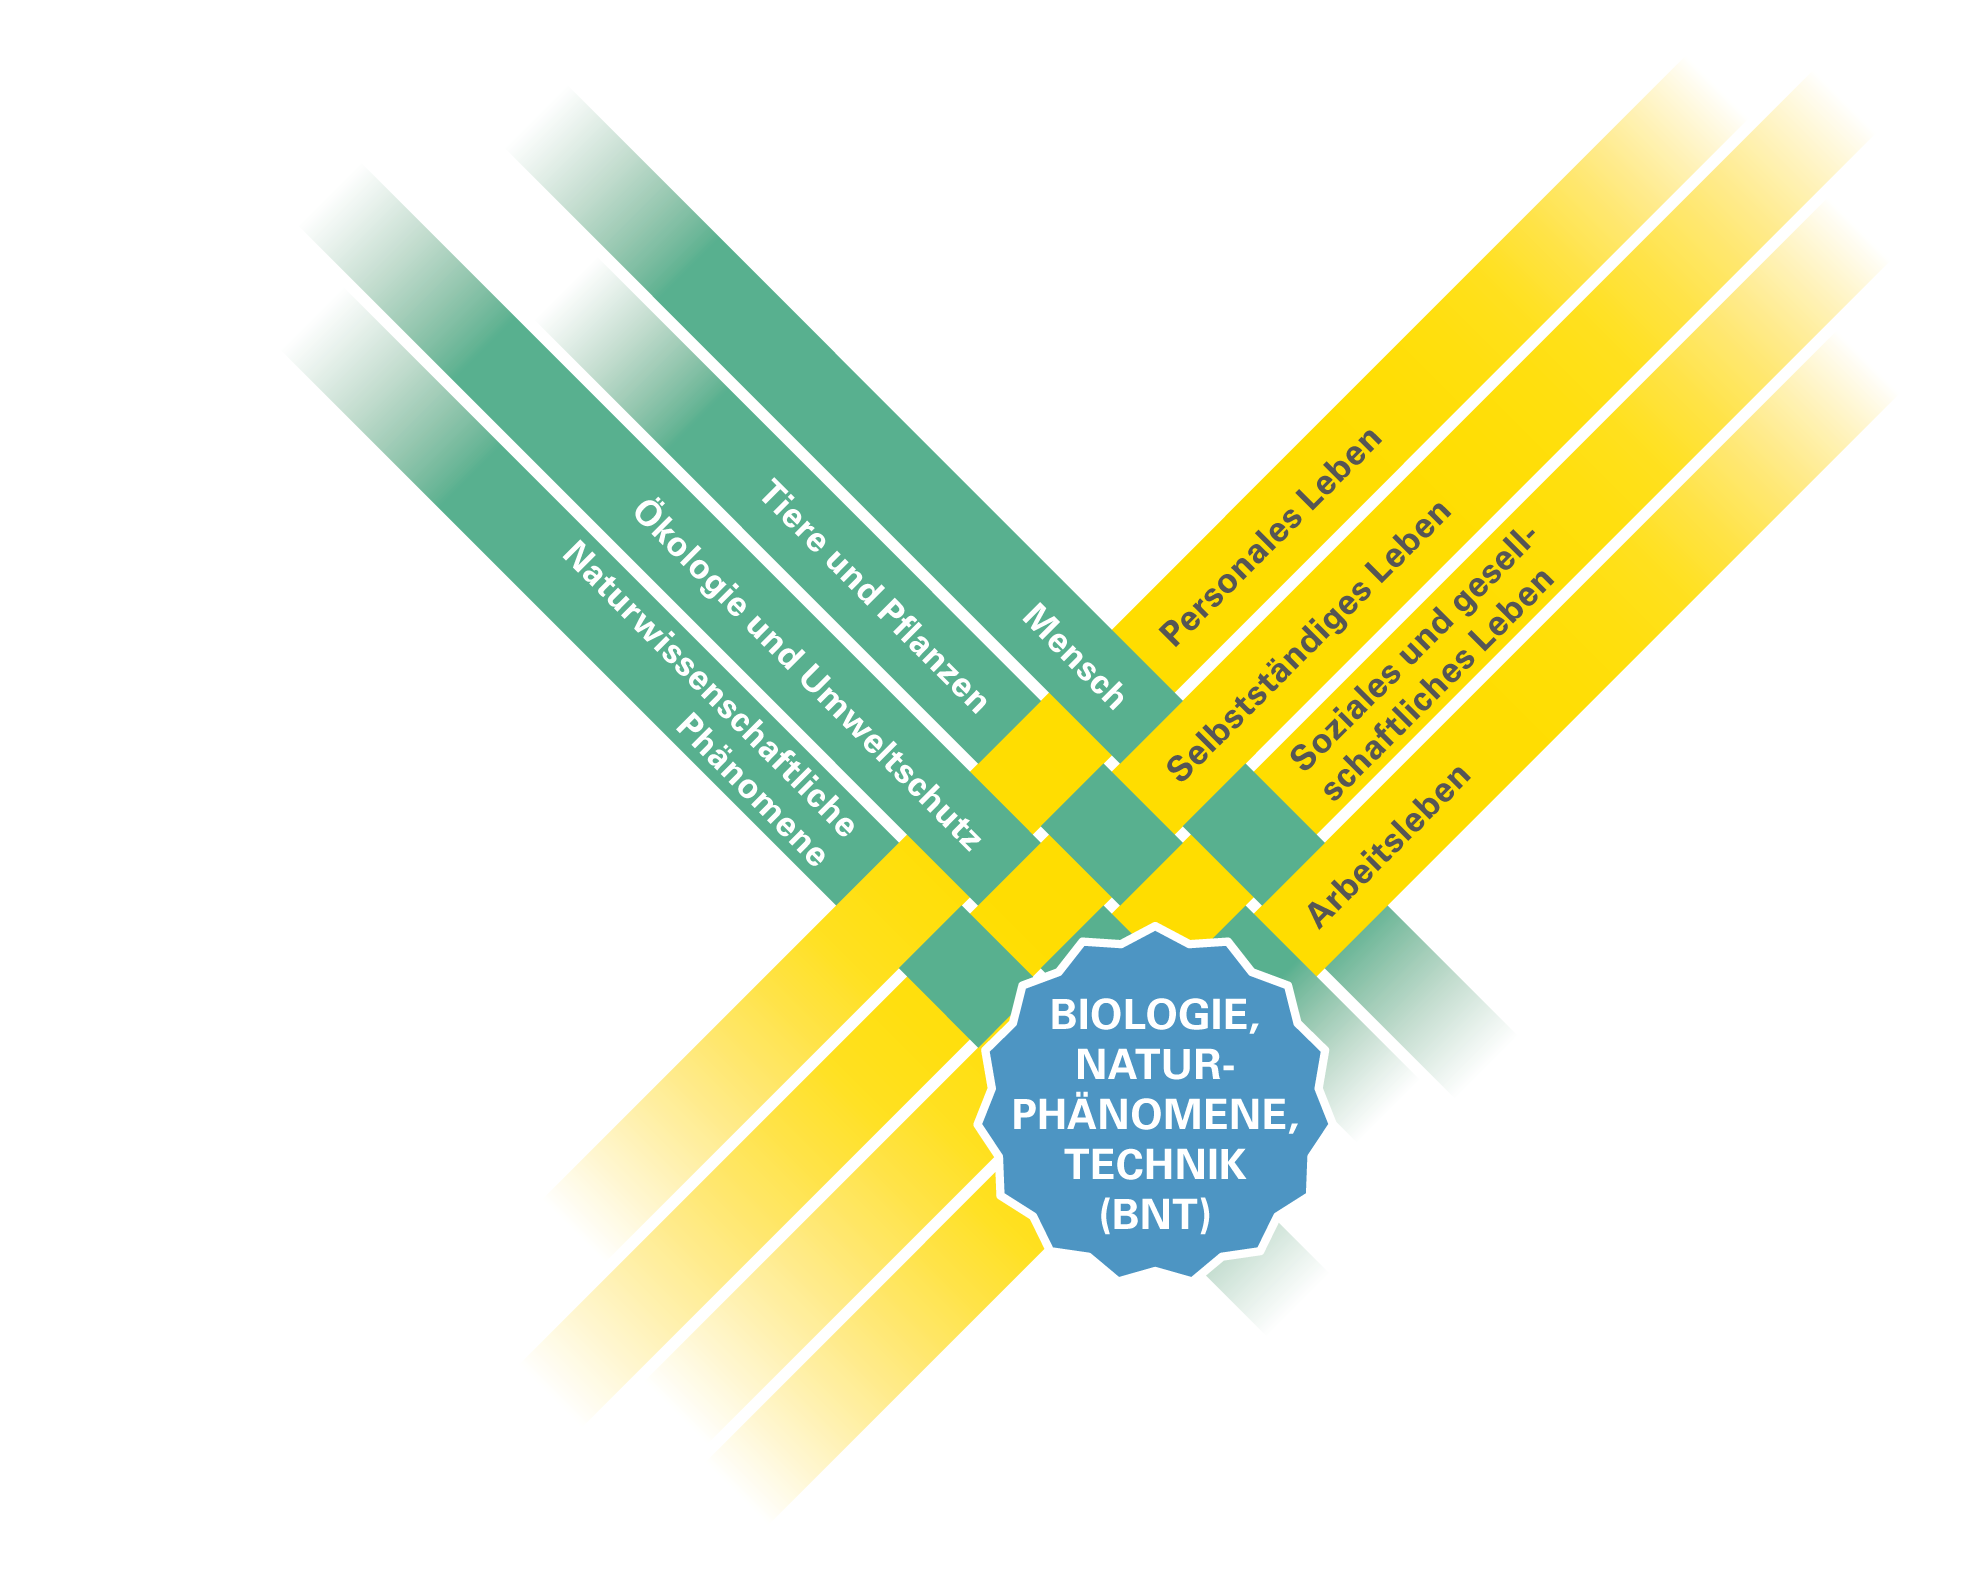 Naturwissenschaftliche
Phänomene
Ökologie und Umweltschutz
Tiere und Pflanzen
Mensch
Personales Leben
Selbstständiges Leben
Soziales und gesell-
schaftliches Leben
Arbeitsleben
BIOLOGIE,
NATUR-
PHÄNOMENE,
TECHNIK
(BNT)